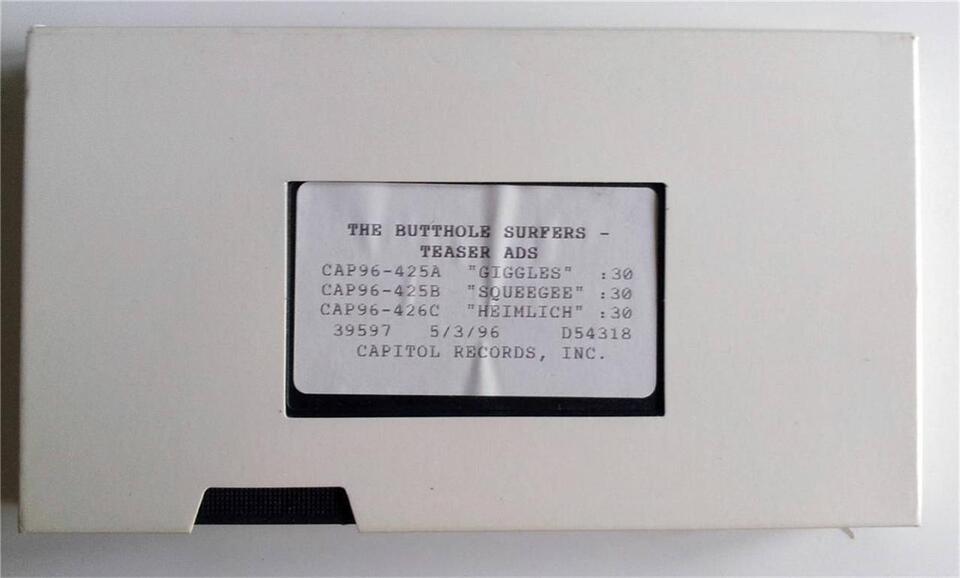 THE BUTTHOLE SURFERS -
TEASER ADS
CAP96-425A "GIGGLES" :30
CAP96-425B "SQUEEGEE" :30
CAP96-426C "HEIMLICH" :30
39597 5/3/96 D54318
CAPITOL RECORDS, INC.